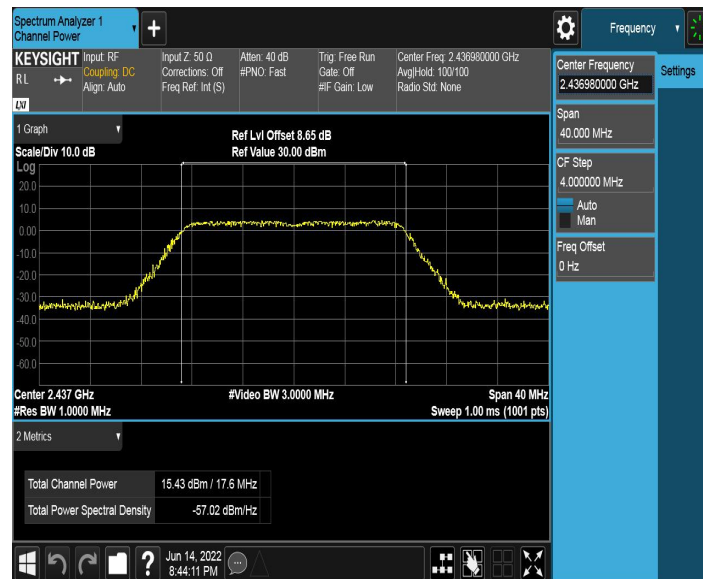 Spectrum Analyzer 1
Channel Power
+
Frequency
KEYSIGHT
R L
LXI
Input: RF
Coupling: DC
Align: Auto
Input Z: 50 Ω
Corrections: Off
Freq Ref: Int (S)
Atten: 40 dB
#PNO: Fast
Trig: Free Run
Gate: Off
#IF Gain: Low
Center Freq: 2.436980000 GHz
Avg|Hold: 100/100
Radio Std: None
Center Frequency
2.436980000 GHz
Settings
Span
40.000 MHz
CF Step
4.000000 MHz
Auto
Man
Freq Offset
0 Hz
1 Graph
Scale/Div 10.0 dB
Ref Lvl Offset 8.65 dB
Ref Value 30.00 dBm
Log
20.0
10.0
0.00
-10.0
-20.0
-30.0
-40.0
-50.0
-60.0
Center 2.437 GHz
#Video BW 3.0000 MHz
Span 40 MHz
#Res BW 1.0000 MHz
Sweep 1.00 ms (1001 pts)
2 Metrics
Total Channel Power 15.43 dBm / 17.6 MHz
Total Power Spectral Density -57.02 dBm/Hz
?
Jun 14, 2022
8:44:11 PM